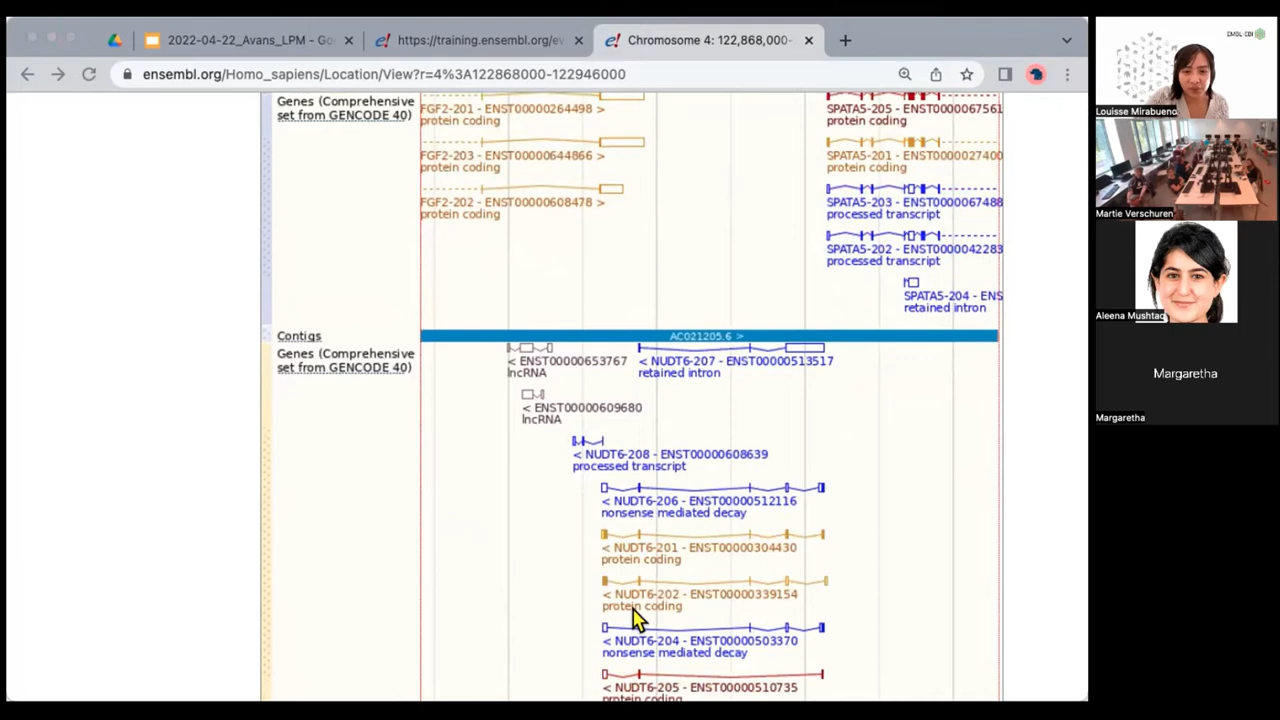 2022-04-22_Avans_LPM - Go
https://training.ensembl.org/ev
Chromosome 4: 122,868,000-
ensembl.org/Homo_sapiens/Location/View?r=4%3A122868000-122946000
Genes (Comprehensive
set from GENCODE 40)
FGF2-201 - ENST00000264498 >
protein coding
FGF2-203 - ENST00000644866 >
protein coding
FGF2-202 - ENST00000608478 >
protein coding
SPATA5-205 - ENST0000067561
protein coding
SPATA5-201 - ENST0000027400
protein coding
SPATA5-203 - ENST0000067488
processed transcript
SPATA5-202 - ENST0000042283
processed transcript
SPATA5-204 - ENS
retained intron
Contigs
AC021205.6 >
Genes (Comprehensive
set from GENCODE 40)
< ENST00000653767
lncRNA
< NUDT6-207 - ENST00000513517
retained intron
< ENST00000609680
lncRNA
< NUDT6-208 - ENST00000608639
processed transcript
< NUDT6-206 - ENST00000512116
nonsense mediated decay
< NUDT6-201 - ENST00000304430
protein coding
< NUDT6-202 - ENST00000339154
protein coding
< NUDT6-204 - ENST00000503370
nonsense mediated decay
< NUDT6-205 - ENST00000510735
protein coding
EMBL-EBI
Louisse Mirabueno
Martie Verschuren
Aleena Mushtaq
Margaretha
Margaretha